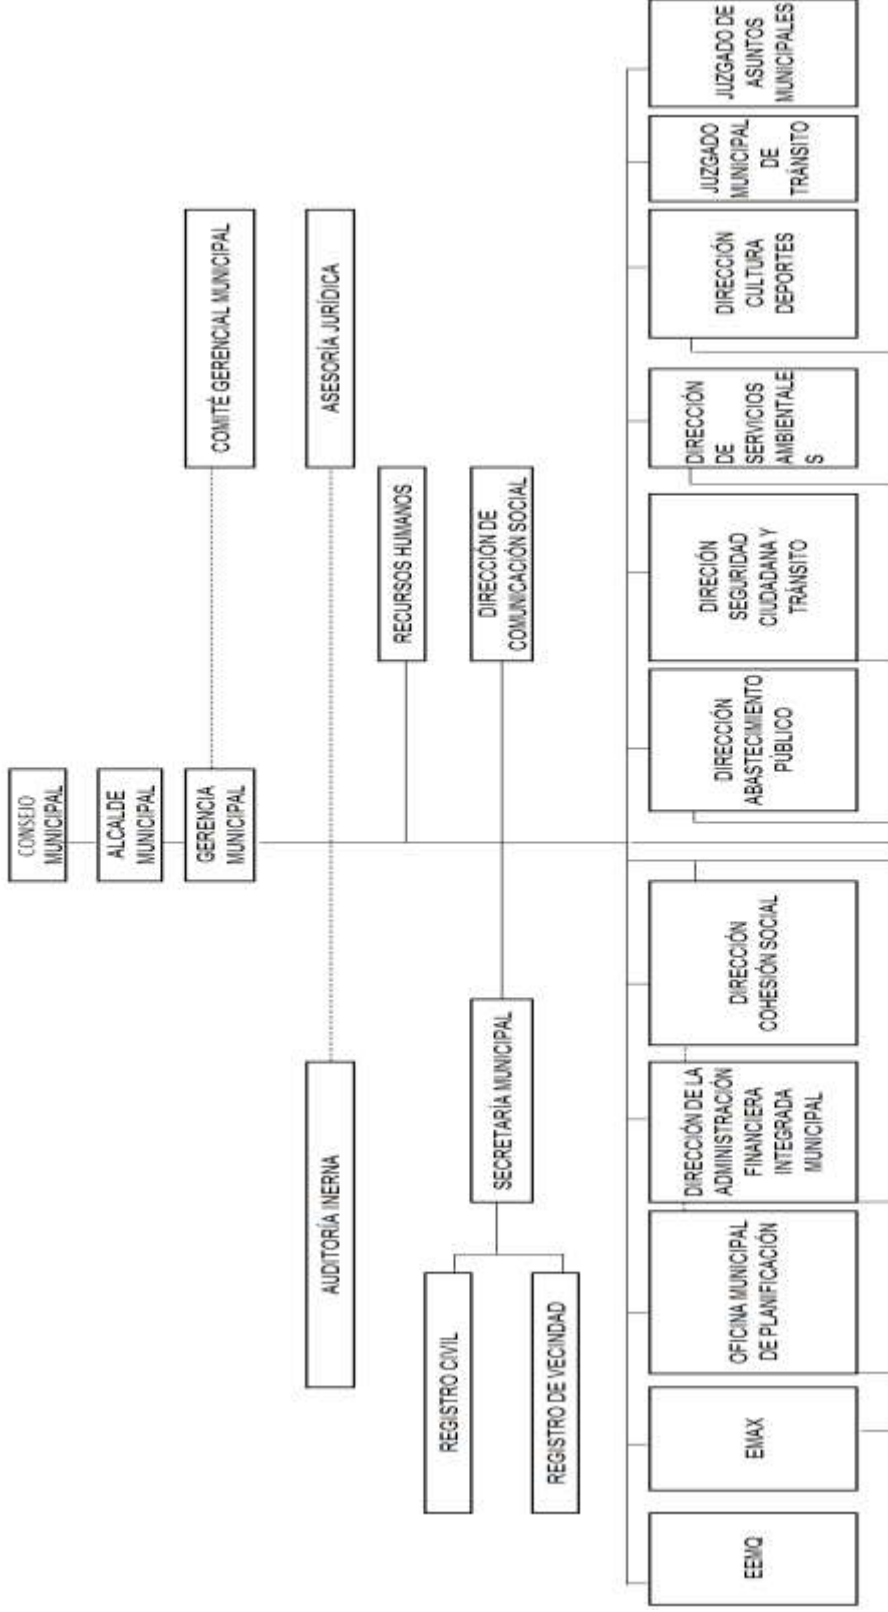 CONSEJO
MUNICIPAL
ALCALDE
MUNICIPAL
GERENCIA
MUNICIPAL
COMITÉ GERENCIAL MUNICIPAL
AUDITORÍA INERNA
ASESORÍA JURÍDICA
RECURSOS HUMANOS
REGISTRO CIVIL
SECRETARÍA MUNICIPAL
DIRECCIÓN DE
COMUNICACIÓN SOCIAL
REGISTRO DE VECINDAD
EEMQ
EMAX
OFICINA MUNICIPAL
DE PLANIFICACIÓN
DIRECCIÓN DE LA
ADMINISTRACIÓN
FINANCIERA
INTEGRADA
MUNICIPAL
DIRECCIÓN
COHESIÓN SOCIAL
DIRECCIÓN
ABASTECIMIENTO
PÚBLICO
DIRECIÓN
SEGURIDAD
CIUDADANA Y
TRÁNSITO
DIRECCIÓN
DE
SERVICIOS
AMBIENTALE
S
DIRECCIÓN
CULTURA
DEPORTES
JUZGADO
MUNICIPAL
DE
TRÁNSITO
JUZGADO DE
ASUNTOS
MUNICIPALES